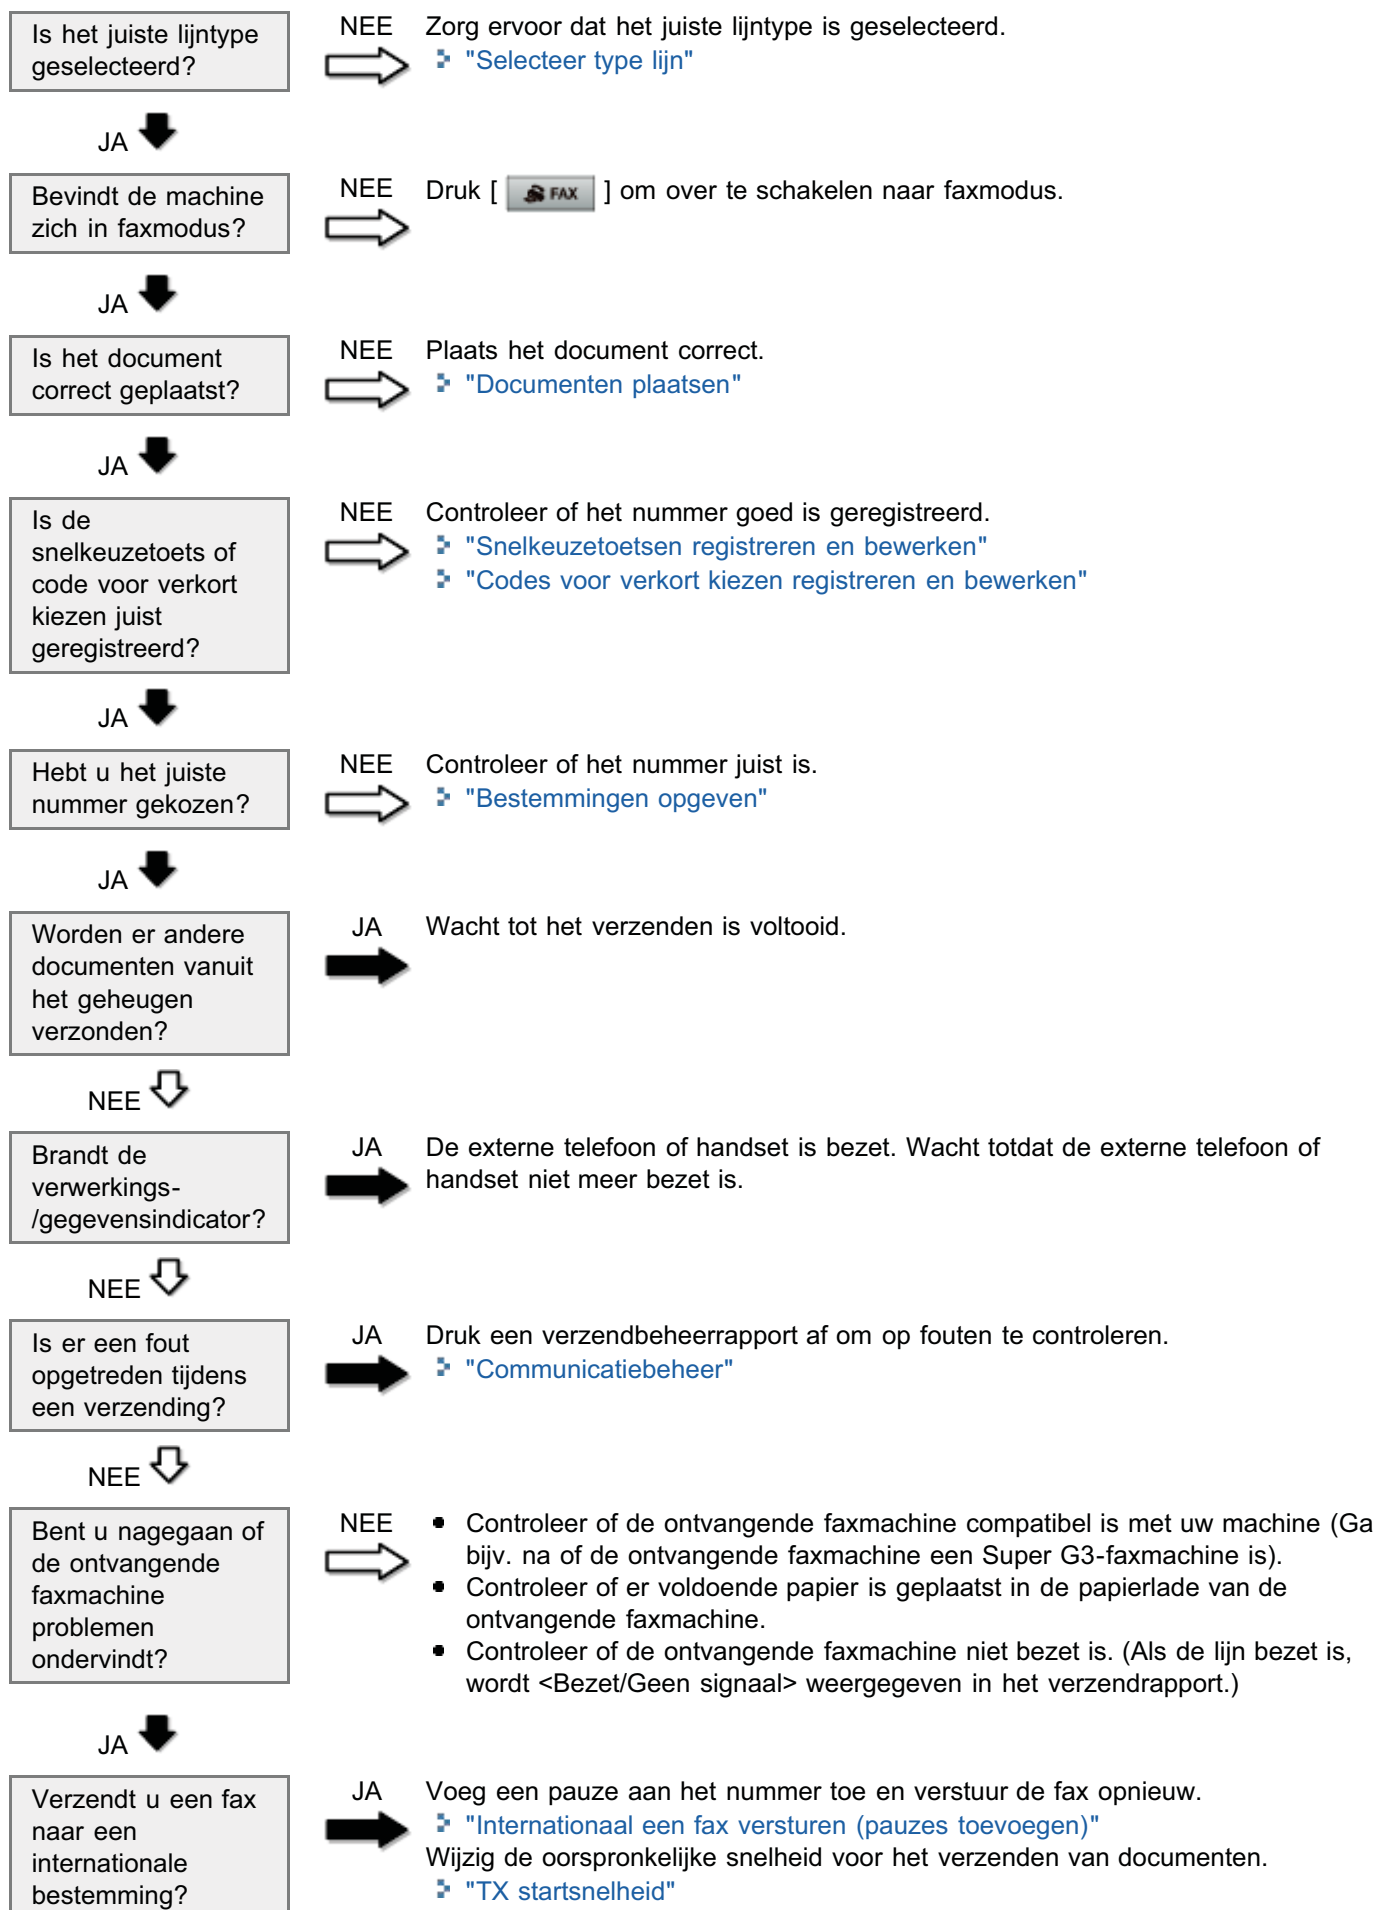 Is het juiste lijntype
geselecteerd?
NEE
Zorg ervoor dat het juiste lijntype is geselecteerd.
"Selecteer type lijn"
JA
Bevindt de machine
zich in faxmodus?
NEE
Druk [ FAX ] om over te schakelen naar faxmodus.
JA
Is het document
correct geplaatst?
NEE
Plaats het document correct.
"Documenten plaatsen"
JA
Is de
snelkeuzetoets of
code voor verkort
kiezen juist
geregistreerd?
NEE
Controleer of het nummer goed is geregistreerd.
"Snelkeuzetoetsen registreren en bewerken"
"Codes voor verkort kiezen registreren en bewerken"
JA
Hebt u het juiste
nummer gekozen?
NEE
Controleer of het nummer juist is.
"Bestemmingen opgeven"
JA
Worden er andere
documenten vanuit
het geheugen
verzonden?
JA
Wacht tot het verzenden is voltooid.
NEE
Brandt de
verwerkings-
/gegevensindicator?
JA
De externe telefoon of handset is bezet. Wacht totdat de externe telefoon of
handset niet meer bezet is.
NEE
Is er een fout
opgetreden tijdens
een verzending?
JA
Druk een verzendbeheerrapport af om op fouten te controleren.
"Communicatiebeheer"
NEE
Bent u nagegaan of
de ontvangende
faxmachine
problemen
ondervindt?
NEE
• Controleer of de ontvangende faxmachine compatibel is met uw machine (Ga
bijv. na of de ontvangende faxmachine een Super G3-faxmachine is).
• Controleer of er voldoende papier is geplaatst in de papierlade van de
ontvangende faxmachine.
• Controleer of de ontvangende faxmachine niet bezet is. (Als de lijn bezet is,
wordt <Bezet/Geen signaal> weergegeven in het verzendrapport.)
JA
Verzendt u een fax
naar een
internationale
bestemming?
JA
Voeg een pauze aan het nummer toe en verstuur de fax opnieuw.
"Internationaal een fax versturen (pauzes toevoegen)"
Wijzig de oorspronkelijke snelheid voor het verzenden van documenten.
"TX startsnelheid"